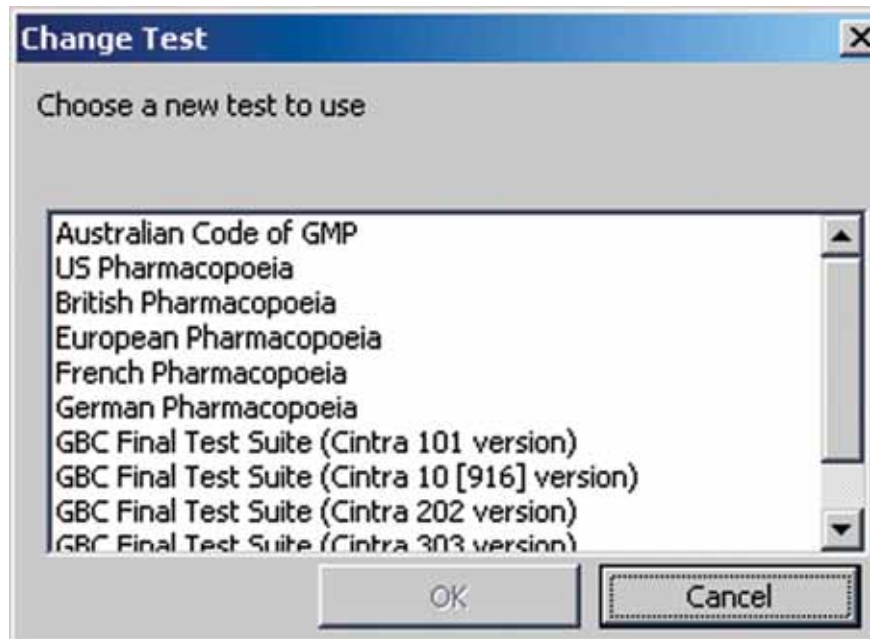 Change Test
Choose a new test to use
Australian Code of GMP
US Pharmacopoeia
British Pharmacopoeia
European Pharmacopoeia
French Pharmacopoeia
German Pharmacopoeia
GBC Final Test Suite (Cintra 101 version)
GBC Final Test Suite (Cintra 10 [916] version)
GBC Final Test Suite (Cintra 202 version)
GBC Final Test Suite (Cintra 303 version)
OK Cancel